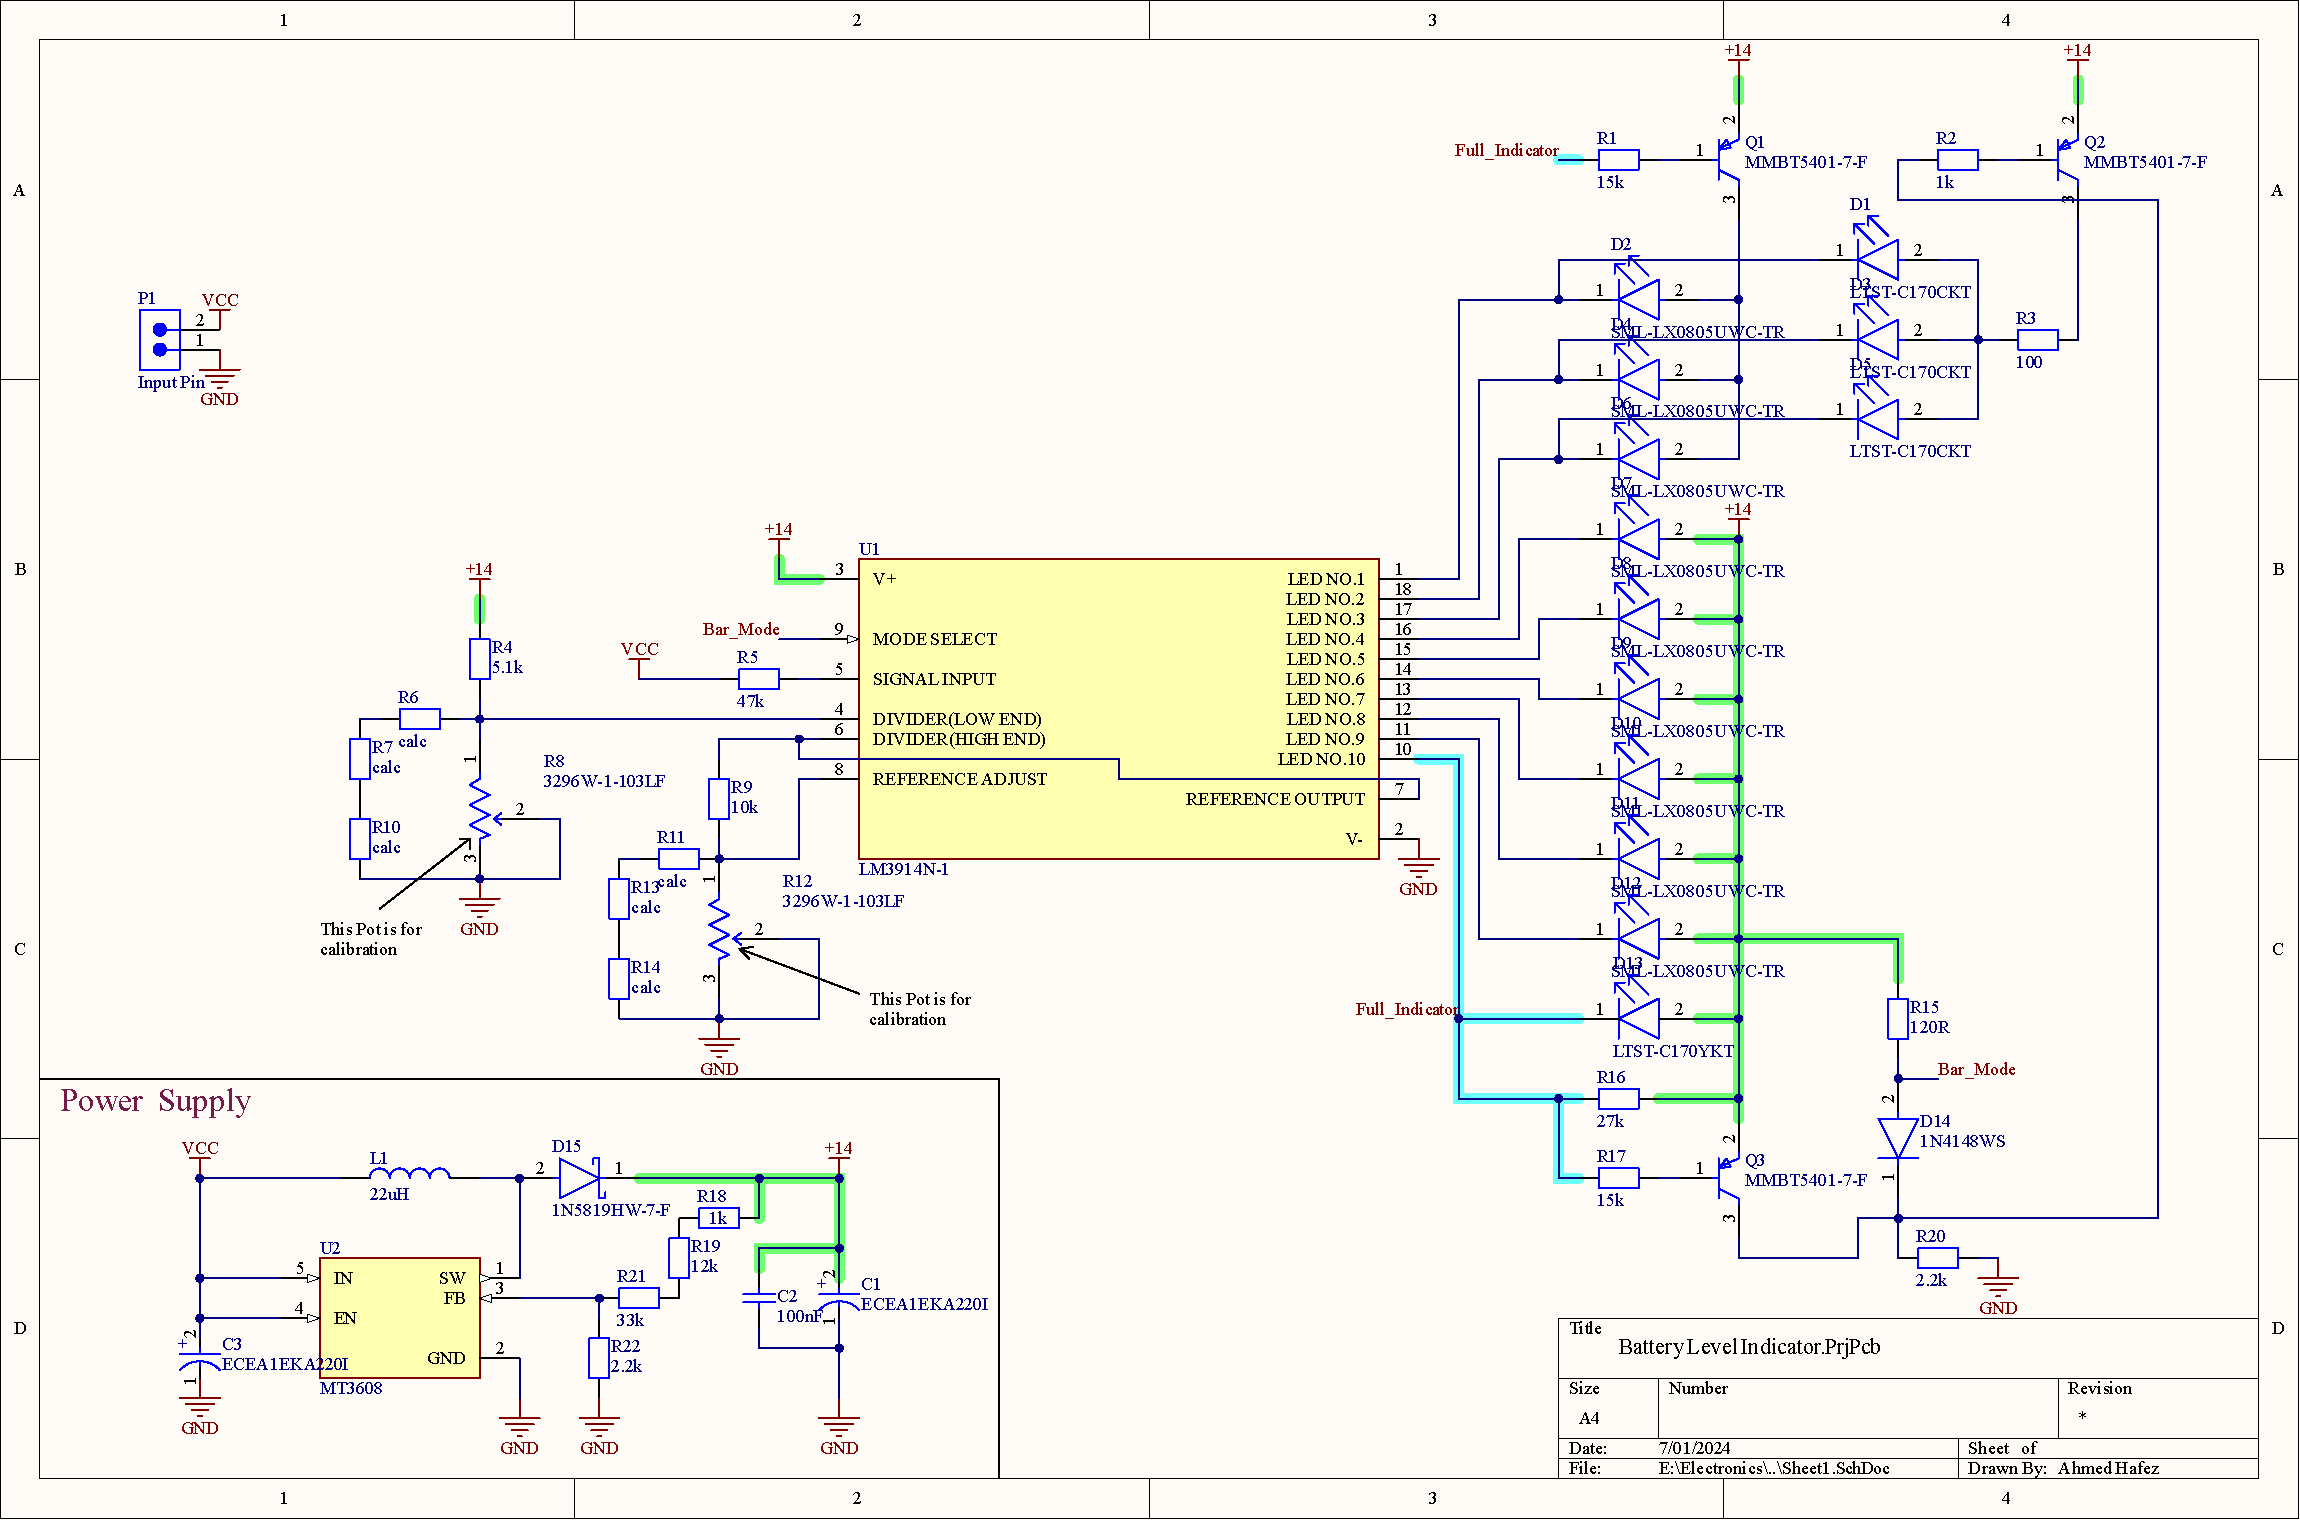 1 2 3 4
A A
B B
C C
D D
1 2 3 4
+14
+14
Full_Indicator
R1
15k
1
2
3
Q1
MMBT5401-7-F
R2
1k
1
2
3
Q2
MMBT5401-7-F
P1
VCC
2
1
Input Pin
GND
D1
1 2
LTST-C170CKT
D3
1 2
LTST-C170CKT
D5
1 2
LTST-C170CKT
R3
100
D2
1 2
SML-LX0805UWC-TR
D4
1 2
SML-LX0805UWC-TR
D6
1 2
SML-LX0805UWC-TR
+14
D7
1 2
SML-LX0805UWC-TR
D8
1 2
SML-LX0805UWC-TR
D9
1 2
SML-LX0805UWC-TR
D10
1 2
SML-LX0805UWC-TR
D11
1 2
SML-LX0805UWC-TR
D12
1 2
SML-LX0805UWC-TR
D13
Full_Indicator
1 2
LTST-C170YKT
+14
U1
3 V+
Bar_Mode
9 MODE SELECT
VCC
R5
47k
5 SIGNAL INPUT
4 DIVIDER(LOW END)
6 DIVIDER(HIGH END)
8 REFERENCE ADJUST
LED NO.1 1
LED NO.2 18
LED NO.3 17
LED NO.4 16
LED NO.5 15
LED NO.6 14
LED NO.7 13
LED NO.8 12
LED NO.9 11
LED NO.10 10
REFERENCE OUTPUT 7
V- 2
GND
LM3914N-1
+14
R4
5.1k
R6
calc
R7
calc
R10
calc
1
2
3
R8
3296W-1-103LF
GND
This Pot is for
calibration
R9
10k
R11
calc
R13
calc
R14
calc
1
2
3
R12
3296W-1-103LF
GND
This Pot is for
calibration
R15
120R
Bar_Mode
2
D14
1N4148WS
1
R16
27k
R17
15k
1
2
3
Q3
MMBT5401-7-F
R20
2.2k
GND
Power Supply
VCC
L1
22uH
D15
2 1
1N5819HW-7-F
+14
R18
1k
R19
12k
R21
33k
R22
2.2k
GND
U2
5 IN
4 EN
SW 1
FB 3
GND 2
MT3608
GND
C3
+ 2
1
ECEA1EKA220I
GND
C2
100nF
C1
+ 2
1
ECEA1EKA220I
GND
Title
Battery Level Indicator.PrjPcb
Size Number Revision
A4 *
Date: 7/01/2024 Sheet of
File: E:\Electronics\..\Sheet1.SchDoc Drawn By: Ahmed Hafez